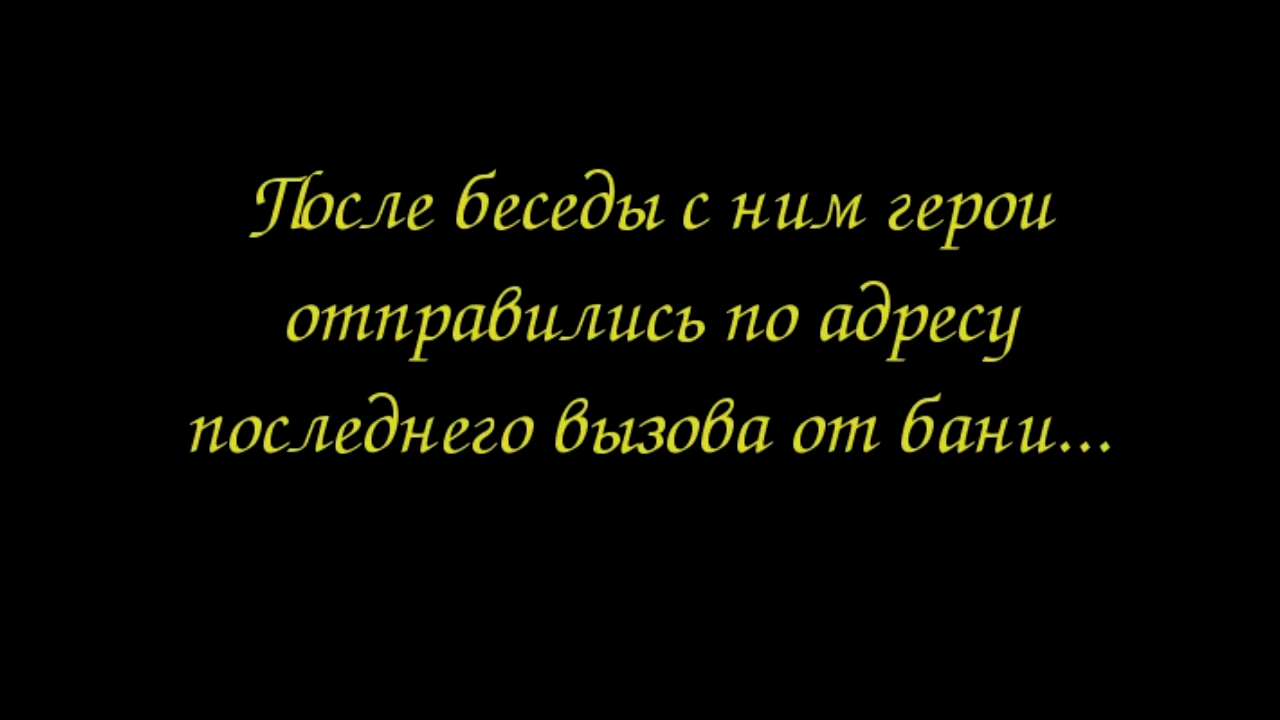 После беседы с ним герои
отправились по адресу
последнего вызова от бани...